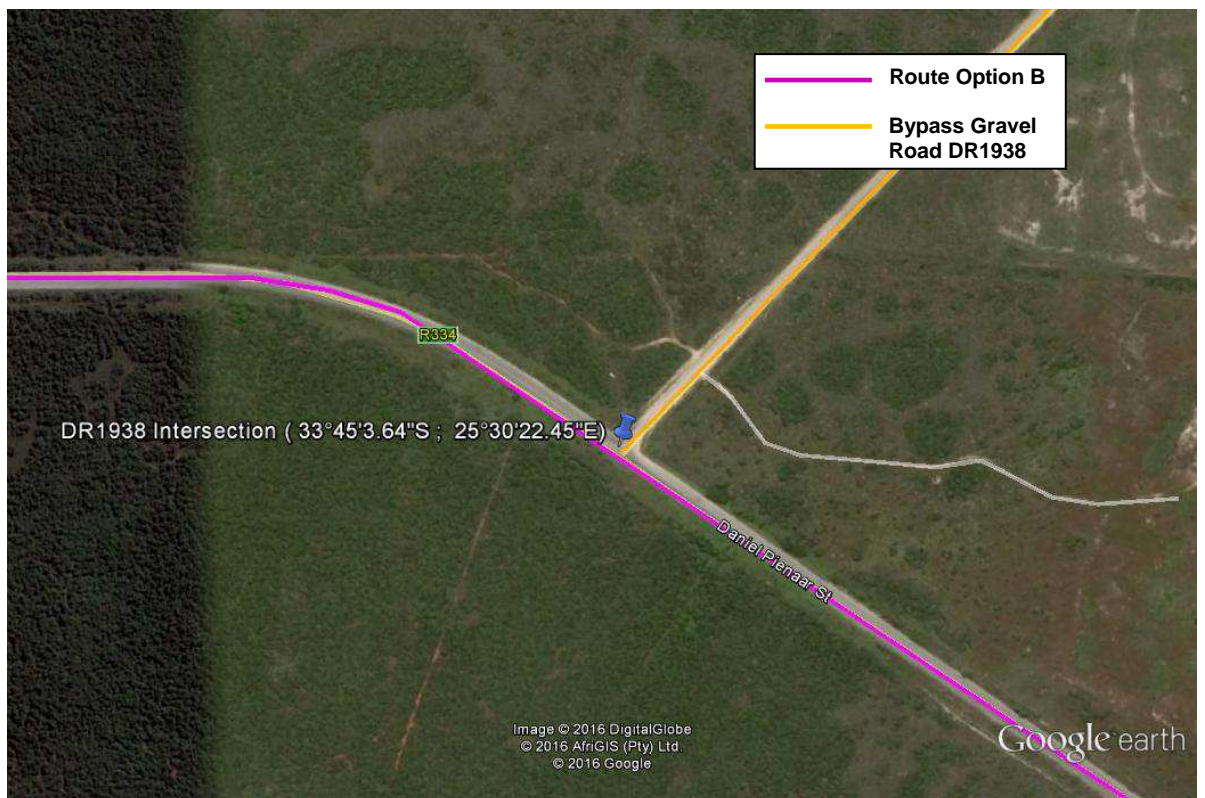 Route Option B
Bypass Gravel
Road DR1938
R334
DR1938 Intersection ( 33°45'3.64"S ; 25°30'22.45"E)
Daniel Pienaar St
Image © 2016 DigitalGlobe
© 2016 AfriGIS (Pty) Ltd.
© 2016 Google
Google earth